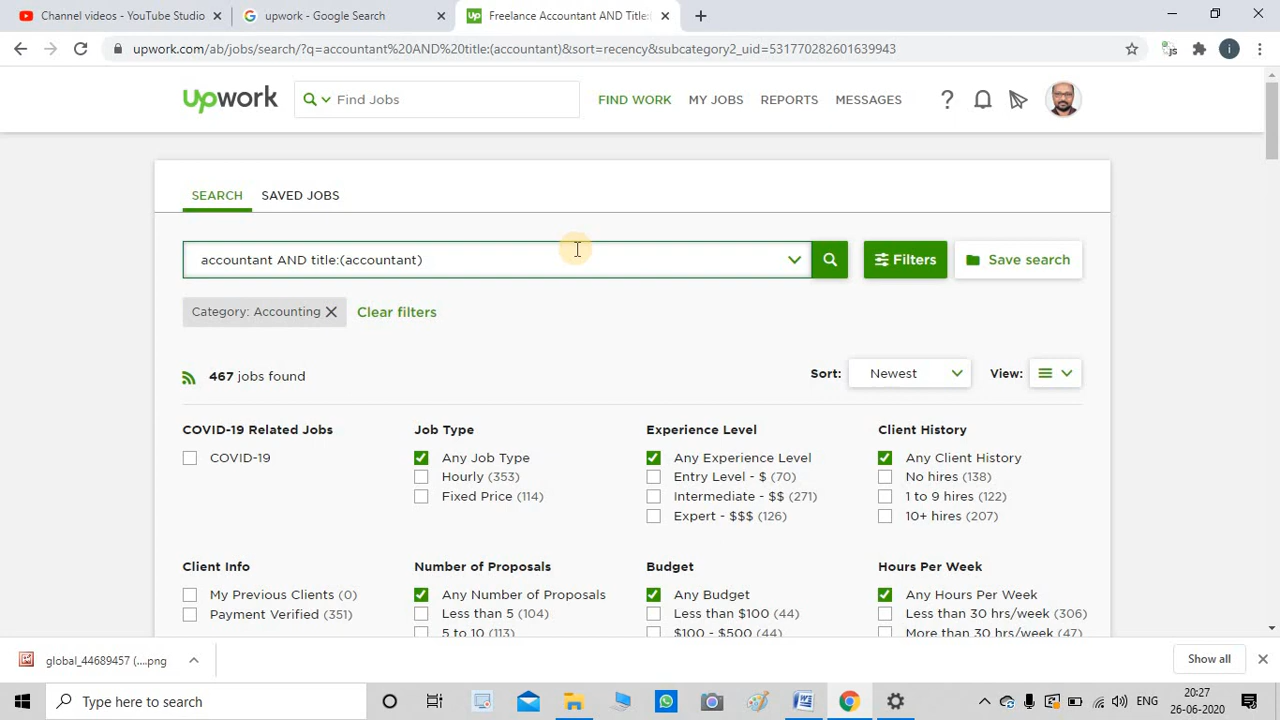 Channel videos - YouTube Studio
upwork - Google Search
Freelance Accountant AND Title:
upwork.com/ab/jobs/search/?q=accountant%20AND%20title:(accountant)&sort=recency&subcategory2_uid=531770282601639943
js
i
upwork
Find Jobs
FIND WORK MY JOBS REPORTS MESSAGES ?
SEARCH SAVED JOBS
accountant AND title:(accountant)
Filters
Save search
Category: Accounting
Clear filters
467 jobs found
Sort: Newest View:
COVID-19 Related Jobs
COVID-19
Job Type
Any Job Type
Hourly (353)
Fixed Price (114)
Experience Level
Any Experience Level
Entry Level - $ (70)
Intermediate - $$ (271)
Expert - $$$ (126)
Client History
Any Client History
No hires (138)
1 to 9 hires (122)
10+ hires (207)
Client Info
My Previous Clients (0)
Payment Verified (351)
Number of Proposals
Any Number of Proposals
Less than 5 (104)
5 to 10 (113)
Budget
Any Budget
Less than $100 (44)
$100 - $500 (44)
Hours Per Week
Any Hours Per Week
Less than 30 hrs/week (306)
More than 30 hrs/week (47)
global_44689457 (....png
Show all
Type here to search
ENG
20:27
26-06-2020